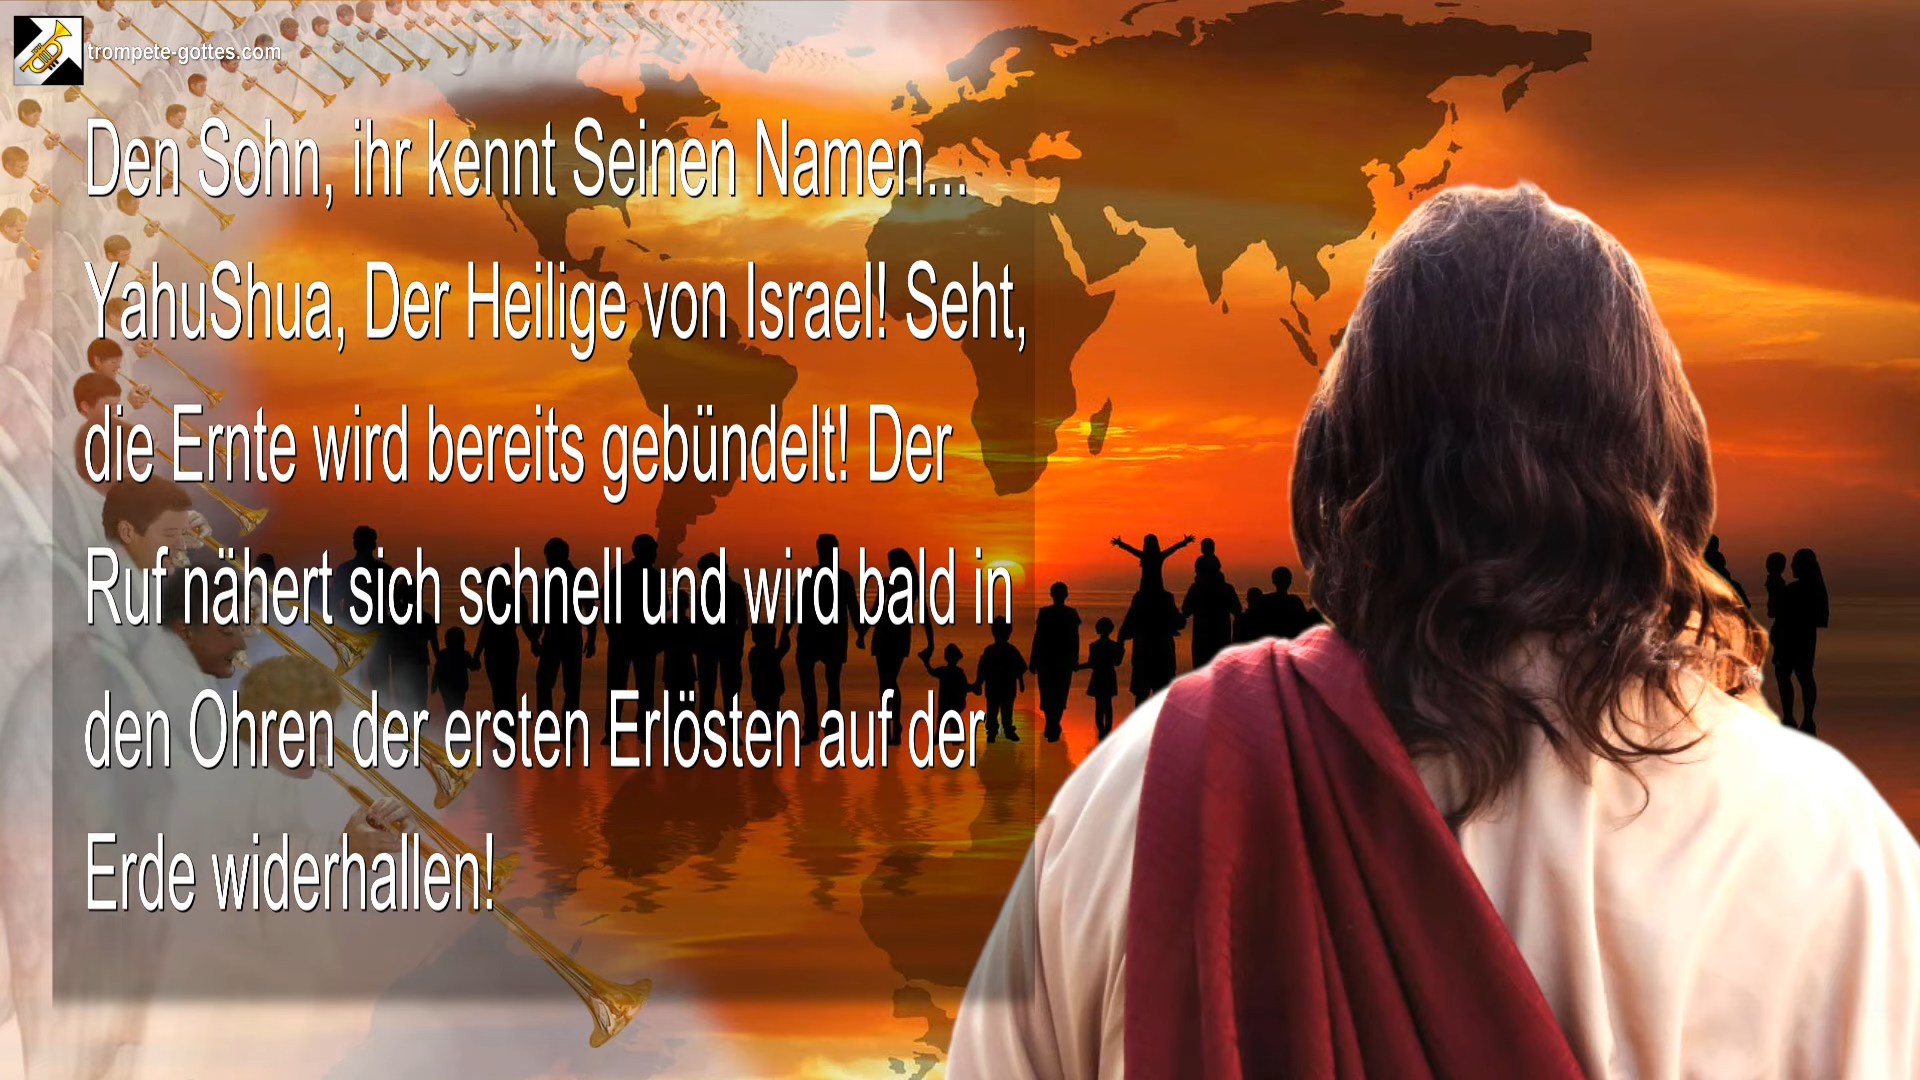 trompete-gottes.com
Den Sohn, ihr kennt Seinen Namen...
YahuShua, Der Heilige von Israel! Seht,
die Ernte wird bereits gebündelt! Der
Ruf nähert sich schnell und wird bald in
den Ohren der ersten Erlösten auf der
Erde widerhallen!